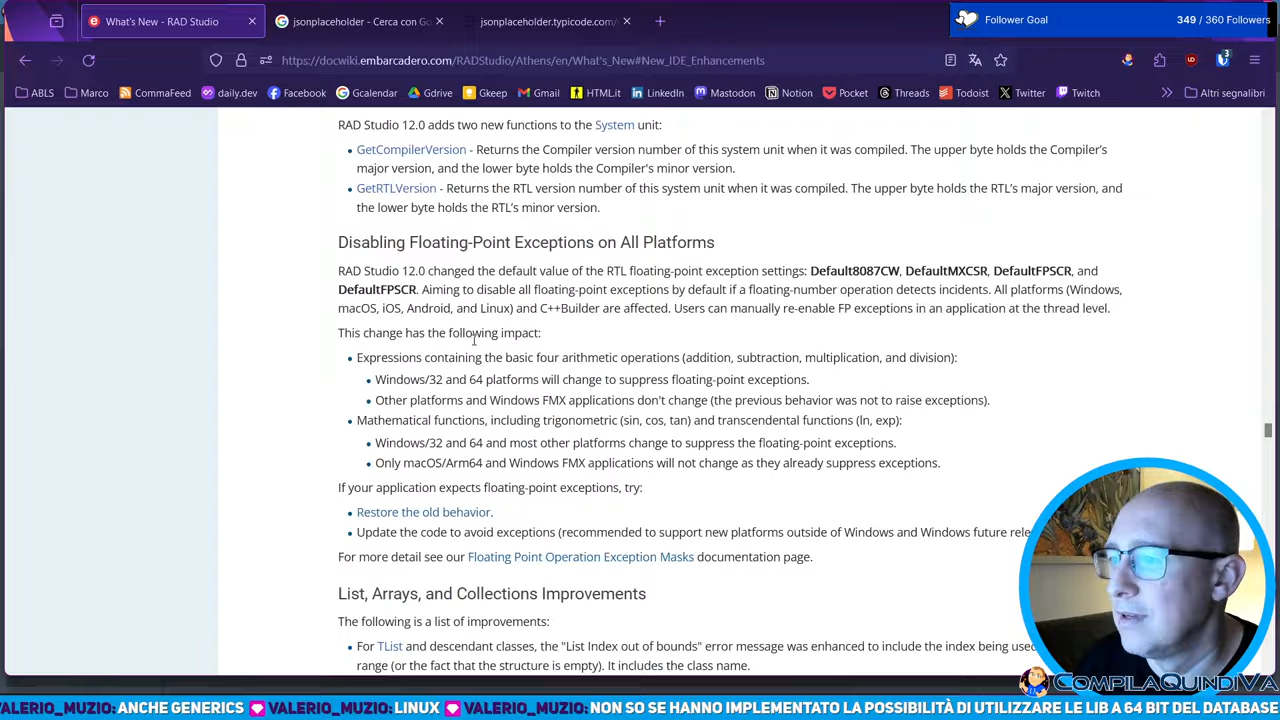 What's New - RAD Studio
jsonplaceholder - Cerca con Go
jsonplaceholder.typicode.com/
Follower Goal
349 / 360 Followers
https://docwiki.embarcadero.com/RADStudio/Athens/en/What's_New#New_IDE_Enhancements
3
ABLS Marco CommaFeed daily.dev Facebook Gcalendar Gdrive Gkeep Gmail HTML.it LinkedIn Mastodon Notion Pocket Threads Todoist Twitter Twitch Altri segnalibri
RAD Studio 12.0 adds two new functions to the System unit:
GetCompilerVersion - Returns the Compiler version number of this system unit when it was compiled. The upper byte holds the Compiler's
major version, and the lower byte holds the Compiler's minor version.
GetRTLVersion - Returns the RTL version number of this system unit when it was compiled. The upper byte holds the RTL's major version, and
the lower byte holds the RTL's minor version.
Disabling Floating-Point Exceptions on All Platforms
RAD Studio 12.0 changed the default value of the RTL floating-point exception settings: Default8087CW, DefaultMXCSR, DefaultFPSCR, and
DefaultFPSCR. Aiming to disable all floating-point exceptions by default if a floating-number operation detects incidents. All platforms (Windows,
macOS, iOS, Android, and Linux) and C++Builder are affected. Users can manually re-enable FP exceptions in an application at the thread level.
This change has the following impact:
Expressions containing the basic four arithmetic operations (addition, subtraction, multiplication, and division):
Windows/32 and 64 platforms will change to suppress floating-point exceptions.
Other platforms and Windows FMX applications don't change (the previous behavior was not to raise exceptions).
Mathematical functions, including trigonometric (sin, cos, tan) and transcendental functions (ln, exp):
Windows/32 and 64 and most other platforms change to suppress the floating-point exceptions.
Only macOS/Arm64 and Windows FMX applications will not change as they already suppress exceptions.
If your application expects floating-point exceptions, try:
Restore the old behavior.
Update the code to avoid exceptions (recommended to support new platforms outside of Windows and Windows future rele
For more detail see our Floating Point Operation Exception Masks documentation page.
List, Arrays, and Collections Improvements
The following is a list of improvements:
For TList and descendant classes, the "List Index out of bounds" error message was enhanced to include the index being used
range (or the fact that the structure is empty). It includes the class name.
COMPILAQUINDIVA
VALERIO_MUZIO: ANCHE GENERICS VALERIO_MUZIO: LINUX VALERIO_MUZIO: NON SO SE HANNO IMPLEMENTATO LA POSSIBILITÀ DI UTILIZZARE LE LIB A 64 BIT DEL DATABASE